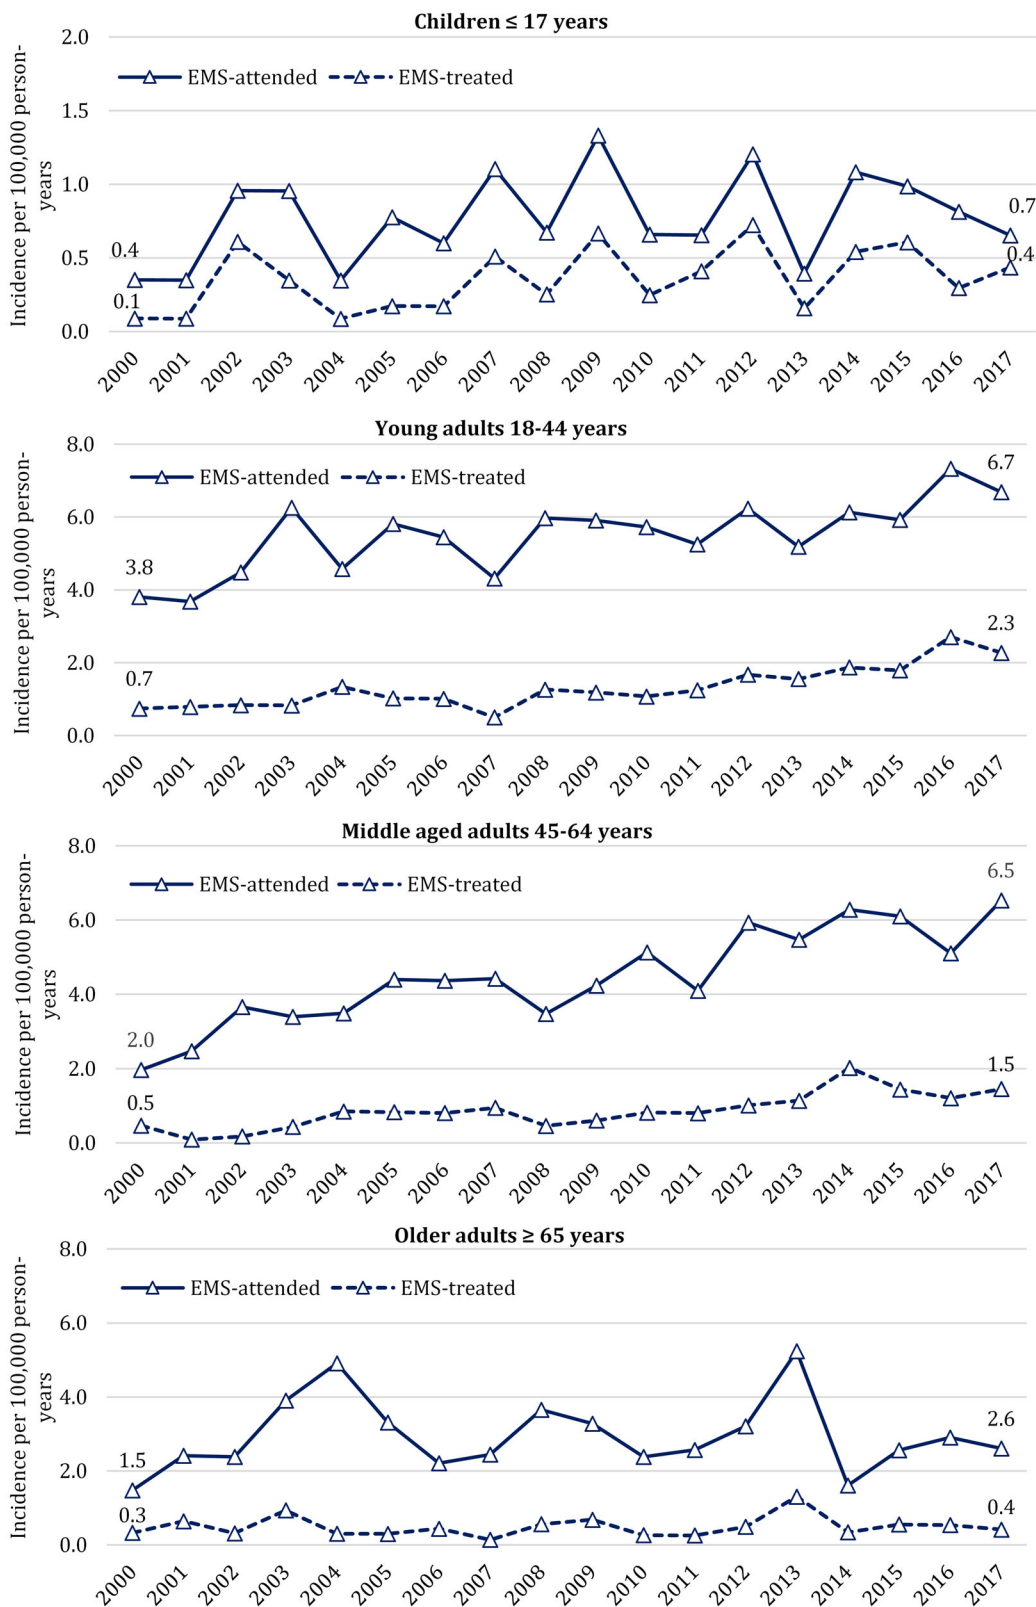 Children ≤ 17 years
Incidence per 100,000 person-
years
2.0
1.5
1.0
0.5
0.0
EMS-attended EMS-treated
0.4
0.1
0.7
0.4
2000 2001 2002 2003 2004 2005 2006 2007 2008 2009 2010 2011 2012 2013 2014 2015 2016 2017
Young adults 18-44 years
Incidence per 100,000 person-
years
8.0
6.0
4.0
2.0
0.0
EMS-attended EMS-treated
3.8
0.7
6.7
2.3
2000 2001 2002 2003 2004 2005 2006 2007 2008 2009 2010 2011 2012 2013 2014 2015 2016 2017
Middle aged adults 45-64 years
Incidence per 100,000 person-
years
8.0
6.0
4.0
2.0
0.0
EMS-attended EMS-treated
2.0
0.5
6.5
1.5
2000 2001 2002 2003 2004 2005 2006 2007 2008 2009 2010 2011 2012 2013 2014 2015 2016 2017
Older adults ≥ 65 years
Incidence per 100,000 person-
years
8.0
6.0
4.0
2.0
0.0
EMS-attended EMS-treated
1.5
0.3
2.6
0.4
2000 2001 2002 2003 2004 2005 2006 2007 2008 2009 2010 2011 2012 2013 2014 2015 2016 2017